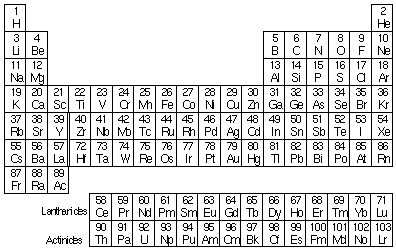 1 2
H He
3 4 5 6 7 8 9 10
Li Be B C N O F Ne
11 12 13 14 15 16 17 18
Na Mg Al Si P S Cl Ar
19 20 21 22 23 24 25 26 27 28 29 30 31 32 33 34 35 36
K Ca Sc Ti V Cr Mn Fe Co Ni Cu Zn Ga Ge As Se Br Kr
37 38 39 40 41 42 43 44 45 46 47 48 49 50 51 52 53 54
Rb Sr Y Zr Nb Mo Tc Ru Rh Pd Ag Cd In Sn Sb Te I Xe
55 56 57 72 73 74 75 76 77 78 79 80 81 82 83 84 85 86
Cs Ba La Hf Ta W Re Os Ir Pt Au Hg Tl Pb Bi Po At Rn
87 88 89
Fr Ra Ac
58 59 60 61 62 63 64 65 66 67 68 69 70 71
Lanthanides Ce Pr Nd Pm Sm Eu Gd Tb Dy Ho Er Tm Yb Lu
90 91 92 93 94 95 96 97 98 99 100 101 102 103
Actinides Th Pa U Np Pu Am Cm Bk Cf Es Fm Md No Lr